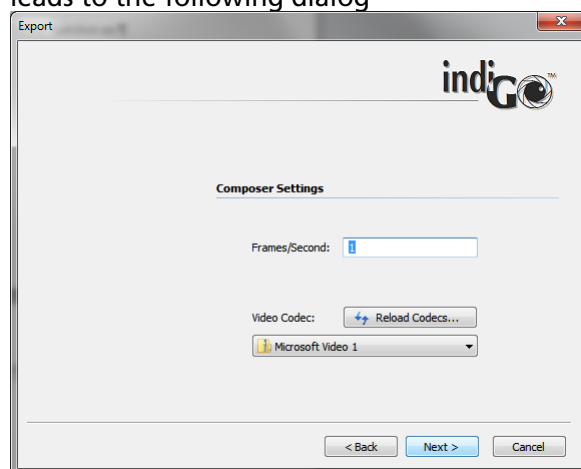 leads to the following dialog
Export
indiGo™
Composer Settings
Frames/Second: 1
Video Codec: Reload Codecs...
Microsoft Video 1
< Back Next > Cancel